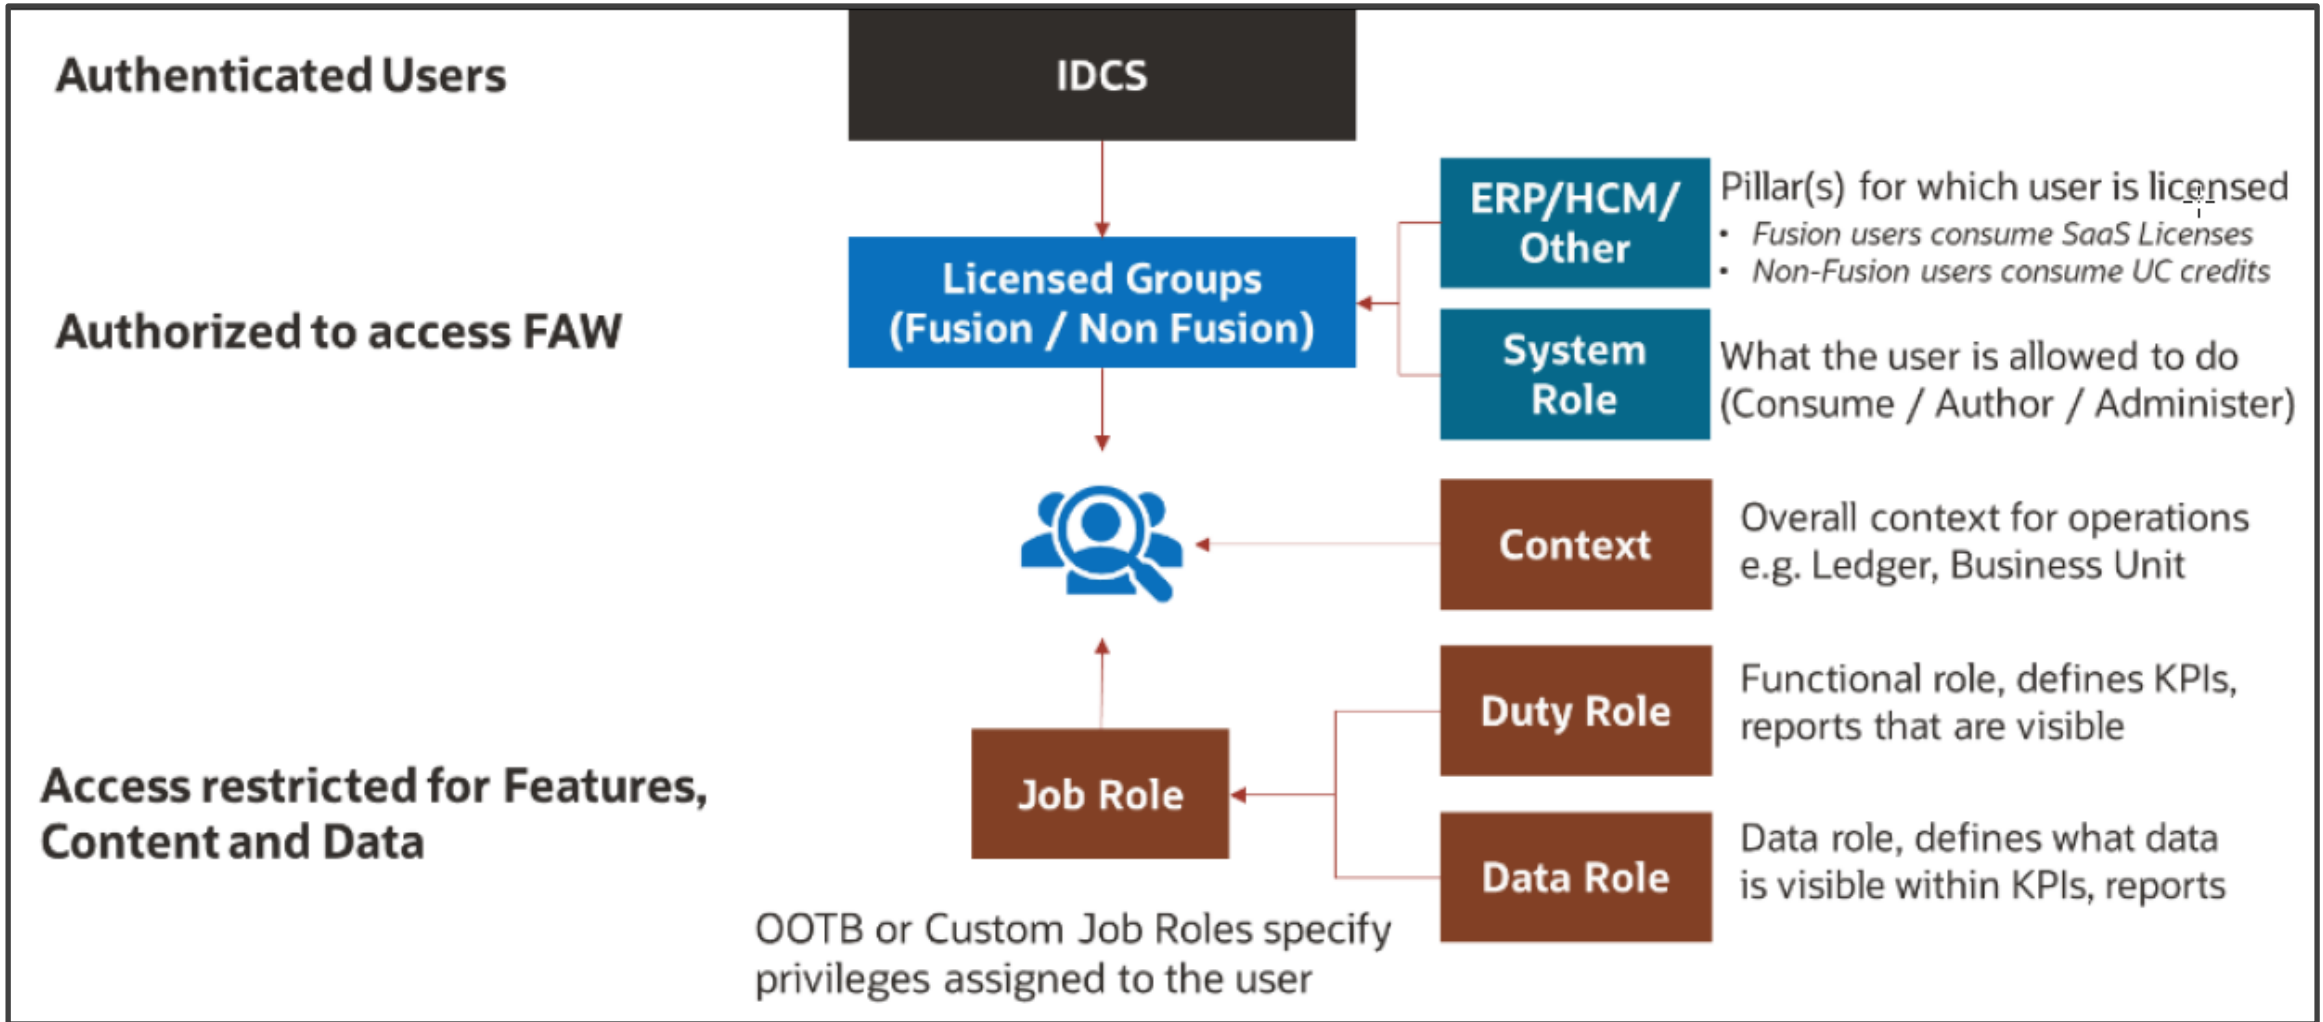 Authenticated Users
IDCS
ERP/HCM/
Other
Pillar(s) for which user is licensed
• Fusion users consume SaaS Licenses
• Non-Fusion users consume UC credits
Authorized to access FAW
Licensed Groups
(Fusion / Non Fusion)
System
Role
What the user is allowed to do
(Consume / Author / Administer)
Context
Overall context for operations
e.g. Ledger, Business Unit
Duty Role
Functional role, defines KPIs,
reports that are visible
Access restricted for Features,
Content and Data
Job Role
Data Role
Data role, defines what data
is visible within KPIs, reports
OOTB or Custom Job Roles specify
privileges assigned to the user